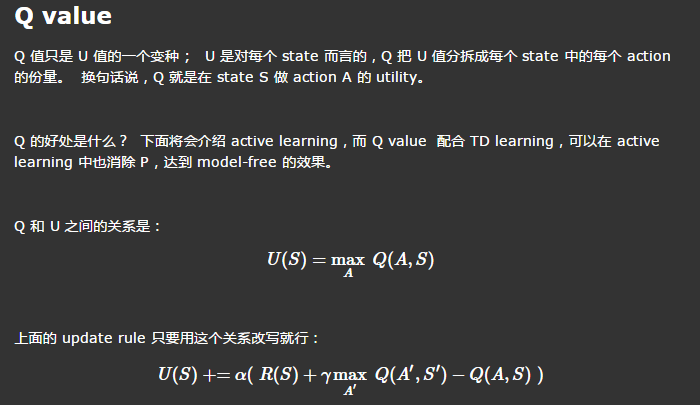 Q value
Q 值只是 U 值的一个变种； U 是对每个 state 而言的，Q 把 U 值分拆成每个 state 中的每个 action
的份量。 换句话说，Q 就是在 state S 做 action A 的 utility。
Q 的好处是什么？ 下面将会介绍 active learning，而 Q value 配合 TD learning，可以在 active
learning 中也消除 P，达到 model-free 的效果。
Q 和 U 之间的关系是：
U(S) = max_A Q(A, S)
上面的 update rule 只要用这个关系改写就行：
U(S) += α( R(S) + γ max_A′ Q(A′, S′) − Q(A, S) )